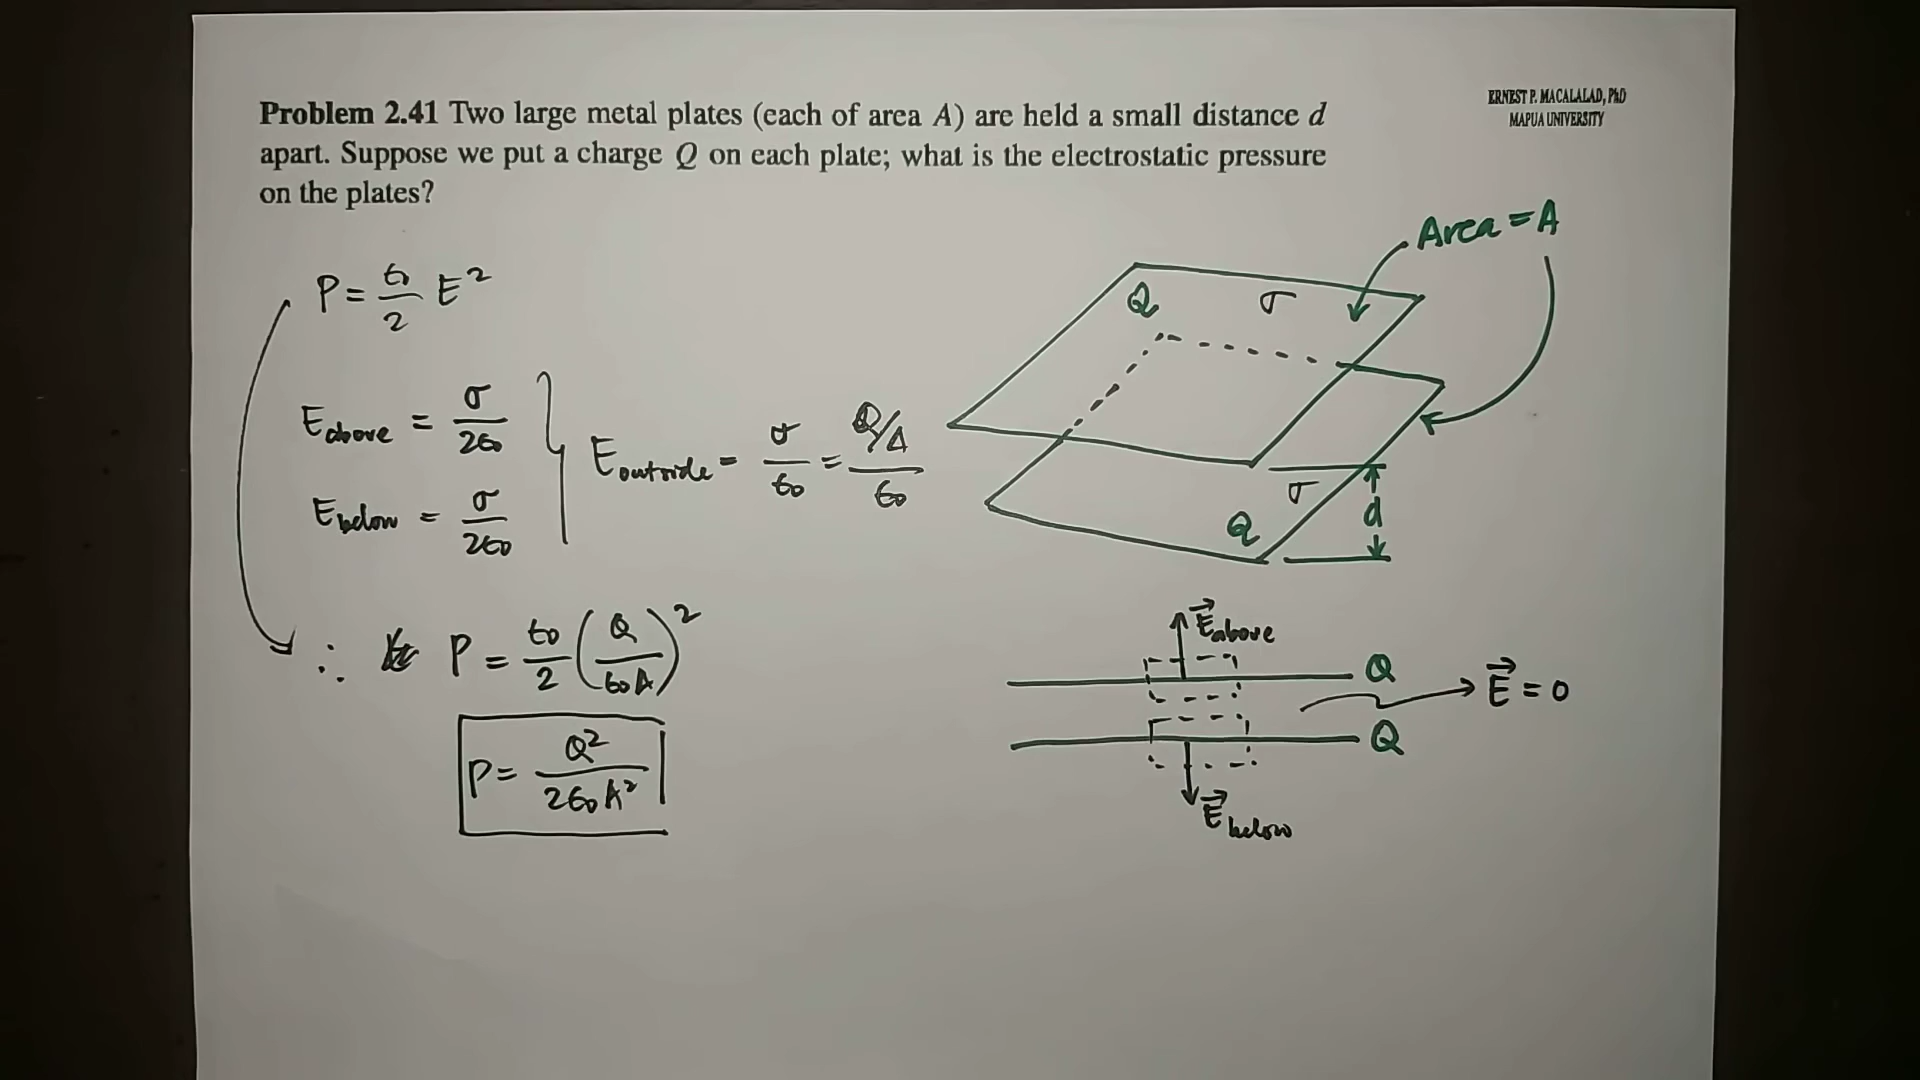 Problem 2.41 Two large metal plates (each of area A) are held a small distance d
apart. Suppose we put a charge Q on each plate; what is the electrostatic pressure
on the plates?
ERNEST P. MACALALAD, PhD
MAPUA UNIVERSITY
P = ε₀/2 E²
E above = σ/2ε₀
E below = σ/2ε₀
E outside = σ/ε₀ = Q/A/ε₀
∴ P = ε₀/2 (Q/ε₀A)²
P = Q²/2ε₀A²
Area = A
Q σ
σ
Q
d
E⃗ above
Q
E⃗ = 0
Q
E⃗ below